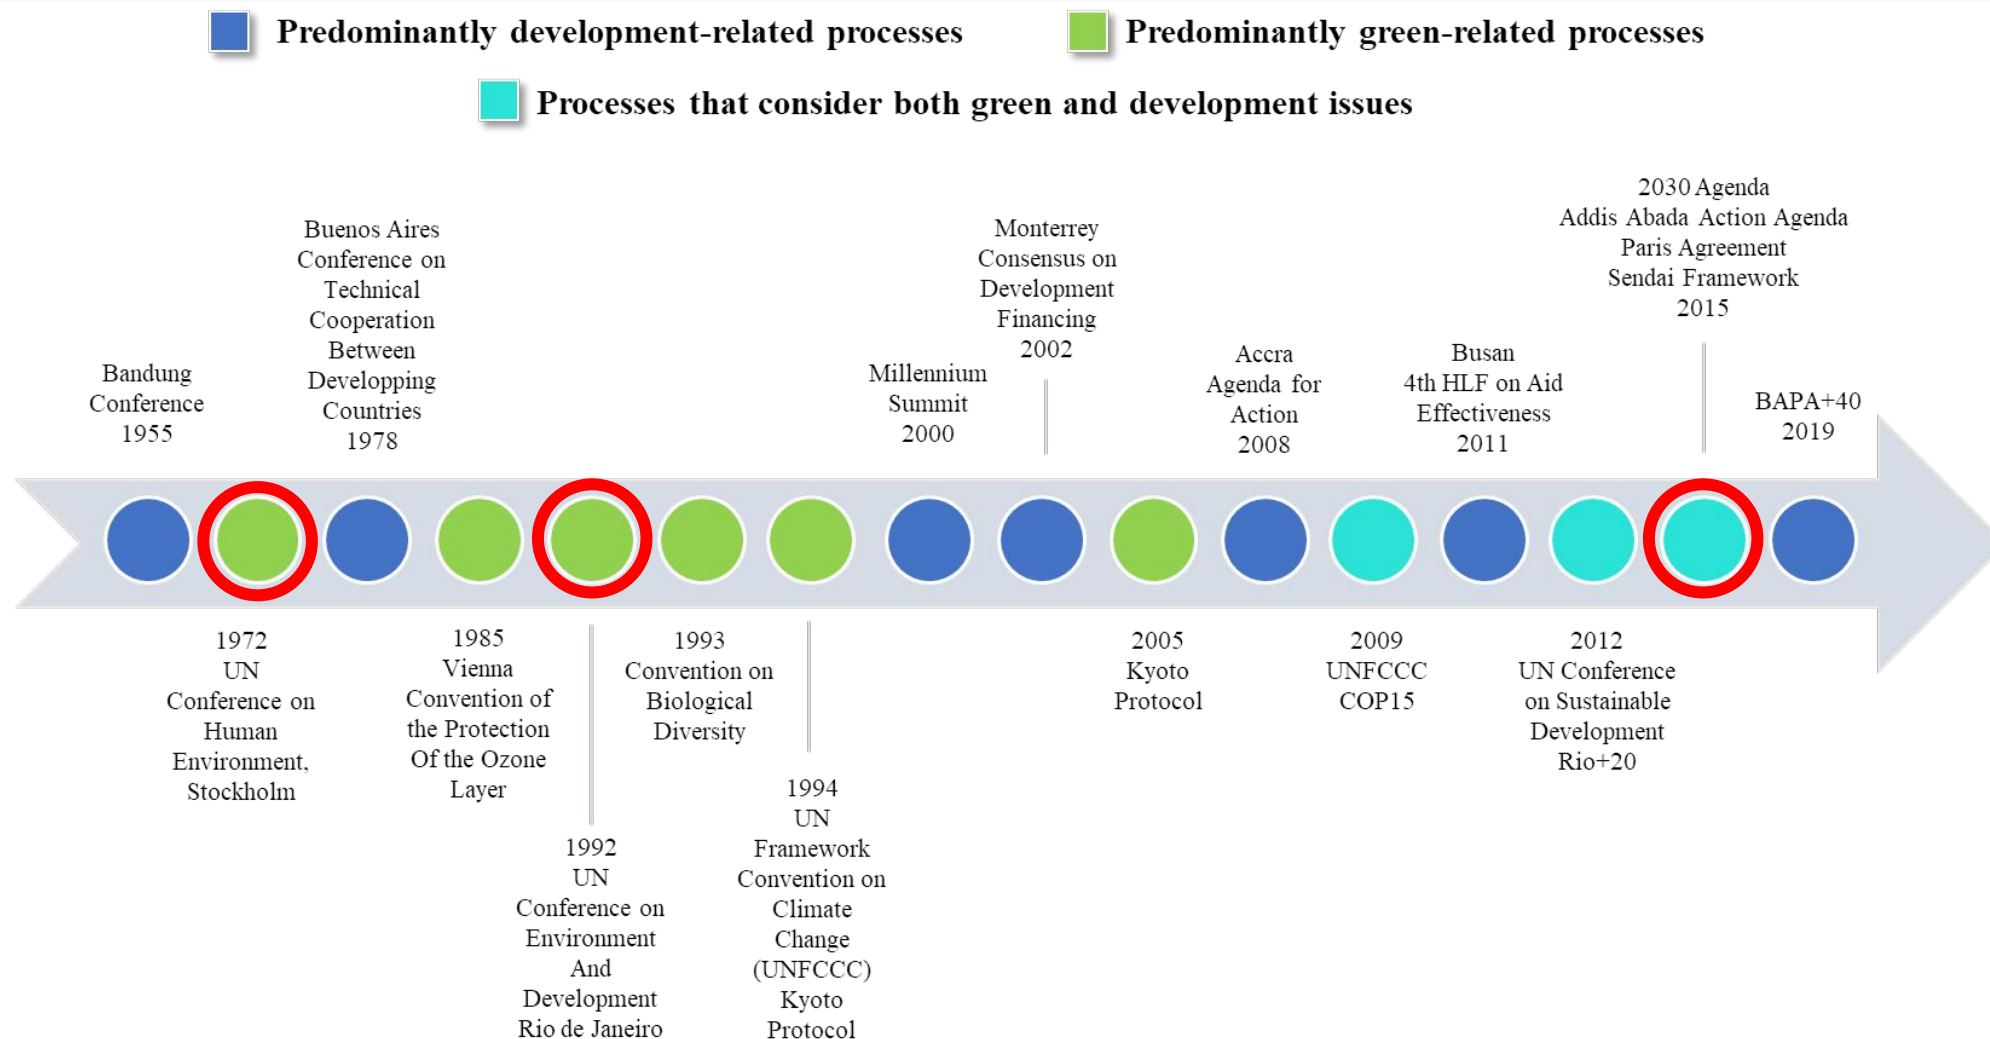 Predominantly development-related processes
Predominantly green-related processes
Processes that consider both green and development issues
Bandung
Conference
1955
Buenos Aires
Conference on
Technical
Cooperation
Between
Developping
Countries
1978
Millennium
Summit
2000
Monterrey
Consensus on
Development
Financing
2002
Accra
Agenda for
Action
2008
Busan
4th HLF on Aid
Effectiveness
2011
2030 Agenda
Addis Abada Action Agenda
Paris Agreement
Sendai Framework
2015
BAPA+40
2019
1972
UN
Conference on
Human
Environment,
Stockholm
1985
Vienna
Convention of
the Protection
Of the Ozone
Layer
1992
UN
Conference on
Environment
And
Development
Rio de Janeiro
1993
Convention on
Biological
Diversity
1994
UN
Framework
Convention on
Climate
Change
(UNFCCC)
Kyoto
Protocol
2005
Kyoto
Protocol
2009
UNFCCC
COP15
2012
UN Conference
on Sustainable
Development
Rio+20